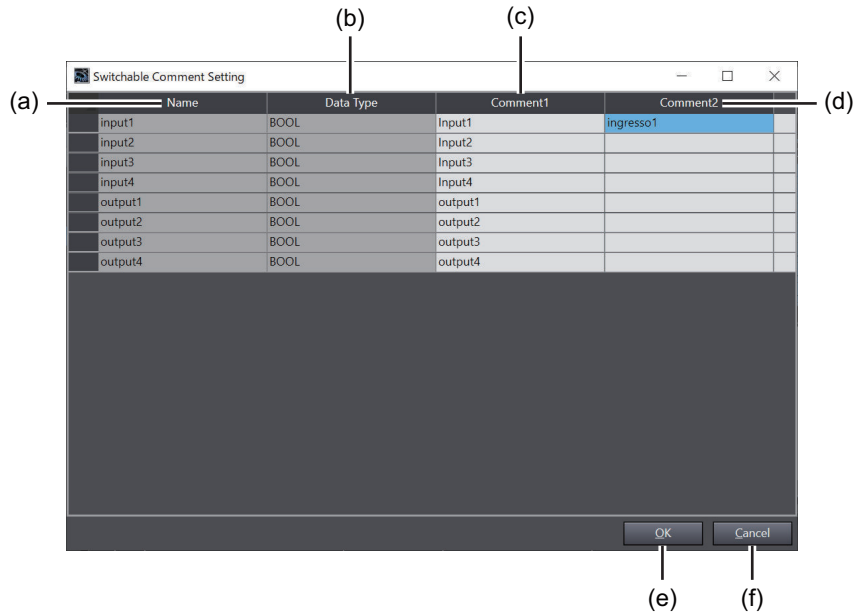 (b) (c)
Switchable Comment Setting
(a) Name Data Type Comment1 Comment2 (d)
input1 BOOL Input1 ingresso1
input2 BOOL Input2
input3 BOOL Input3
input4 BOOL Input4
output1 BOOL output1
output2 BOOL output2
output3 BOOL output3
output4 BOOL output4
OK Cancel
(e) (f)